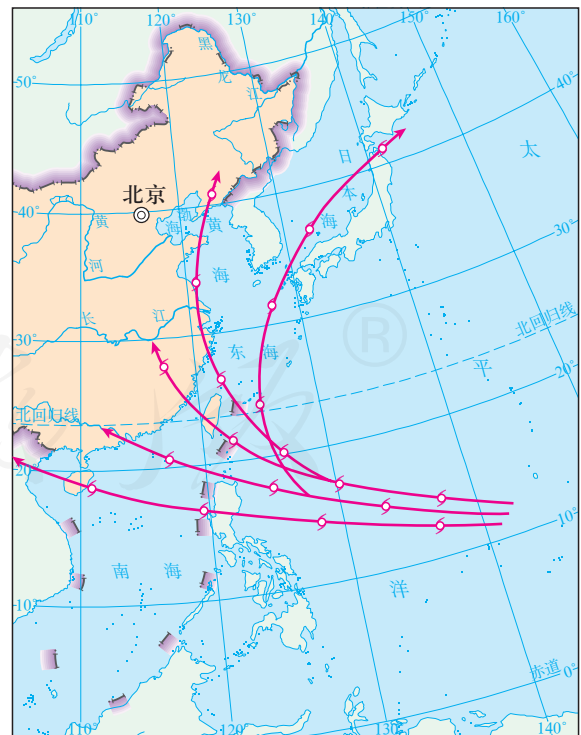 110°
120°
130°
140°
150°
160°
50°
黑
龙
江
40°
日
太
本
北京
40°
黄
渤
海
黄
海
30°
河
海
长
江
北回归线
30°
东
海
®
平
20°
北回归线
20°
10°
南
海
洋
10°
赤道
0°
110°
120°
130°
140°